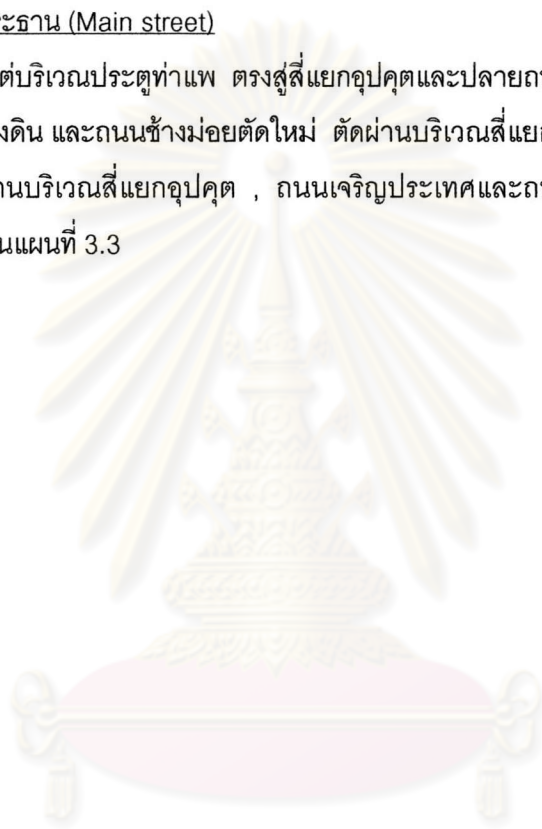 ระธาน (Main street)
ต่บริเวณประตูท่าแพ ตรงสู่สี่แยกอุปคุตและปลายถ
งดิน และถนนช้างม่อยตัดใหม่ ตัดผ่านบริเวณสี่แยก
านบริเวณสี่แยกอุปคุต , ถนนเจริญประเทศและถ
นแผนที่ 3.3